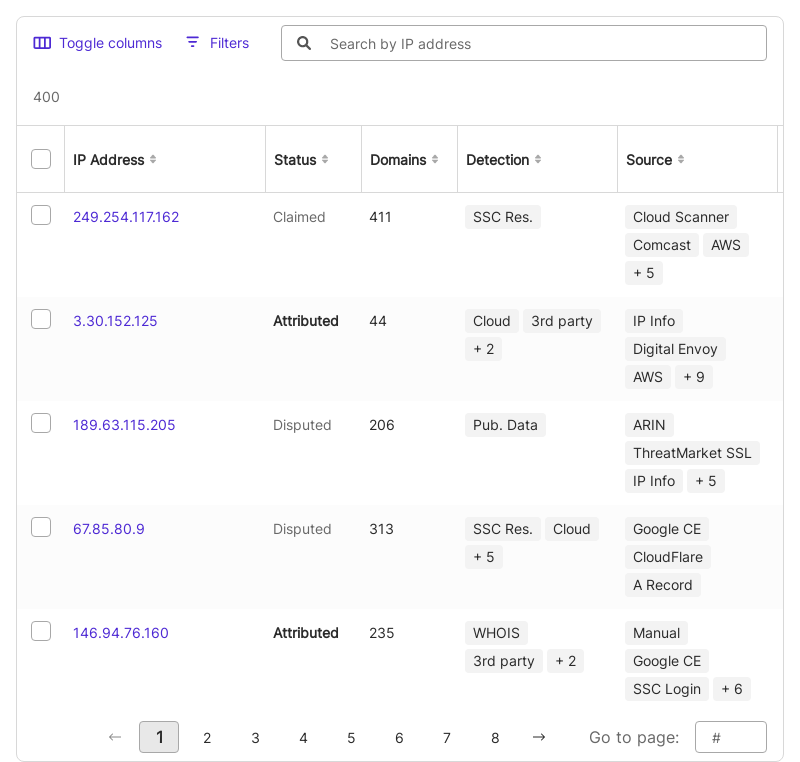 Toggle columns Filters Search by IP address
400
IP Address Status Domains Detection Source
249.254.117.162 Claimed 411 SSC Res. Cloud Scanner
Comcast AWS
+ 5
3.30.152.125 Attributed 44 Cloud 3rd party IP Info
+ 2 Digital Envoy
AWS + 9
189.63.115.205 Disputed 206 Pub. Data ARIN
ThreatMarket SSL
IP Info + 5
67.85.80.9 Disputed 313 SSC Res. Cloud Google CE
+ 5 CloudFlare
A Record
146.94.76.160 Attributed 235 WHOIS Manual
3rd party + 2 Google CE
SSC Login + 6
← 1 2 3 4 5 6 7 8 → Go to page: #